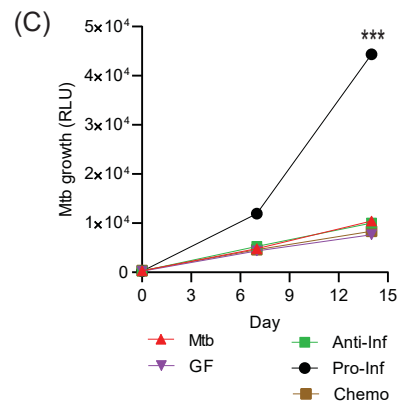 (C)
***
Mtb growth (RLU)
5×10⁴
4×10⁴
3×10⁴
2×10⁴
1×10⁴
0
0 3 6 9 12 15
Day
Mtb
GF
Anti-Inf
Pro-Inf
Chemo